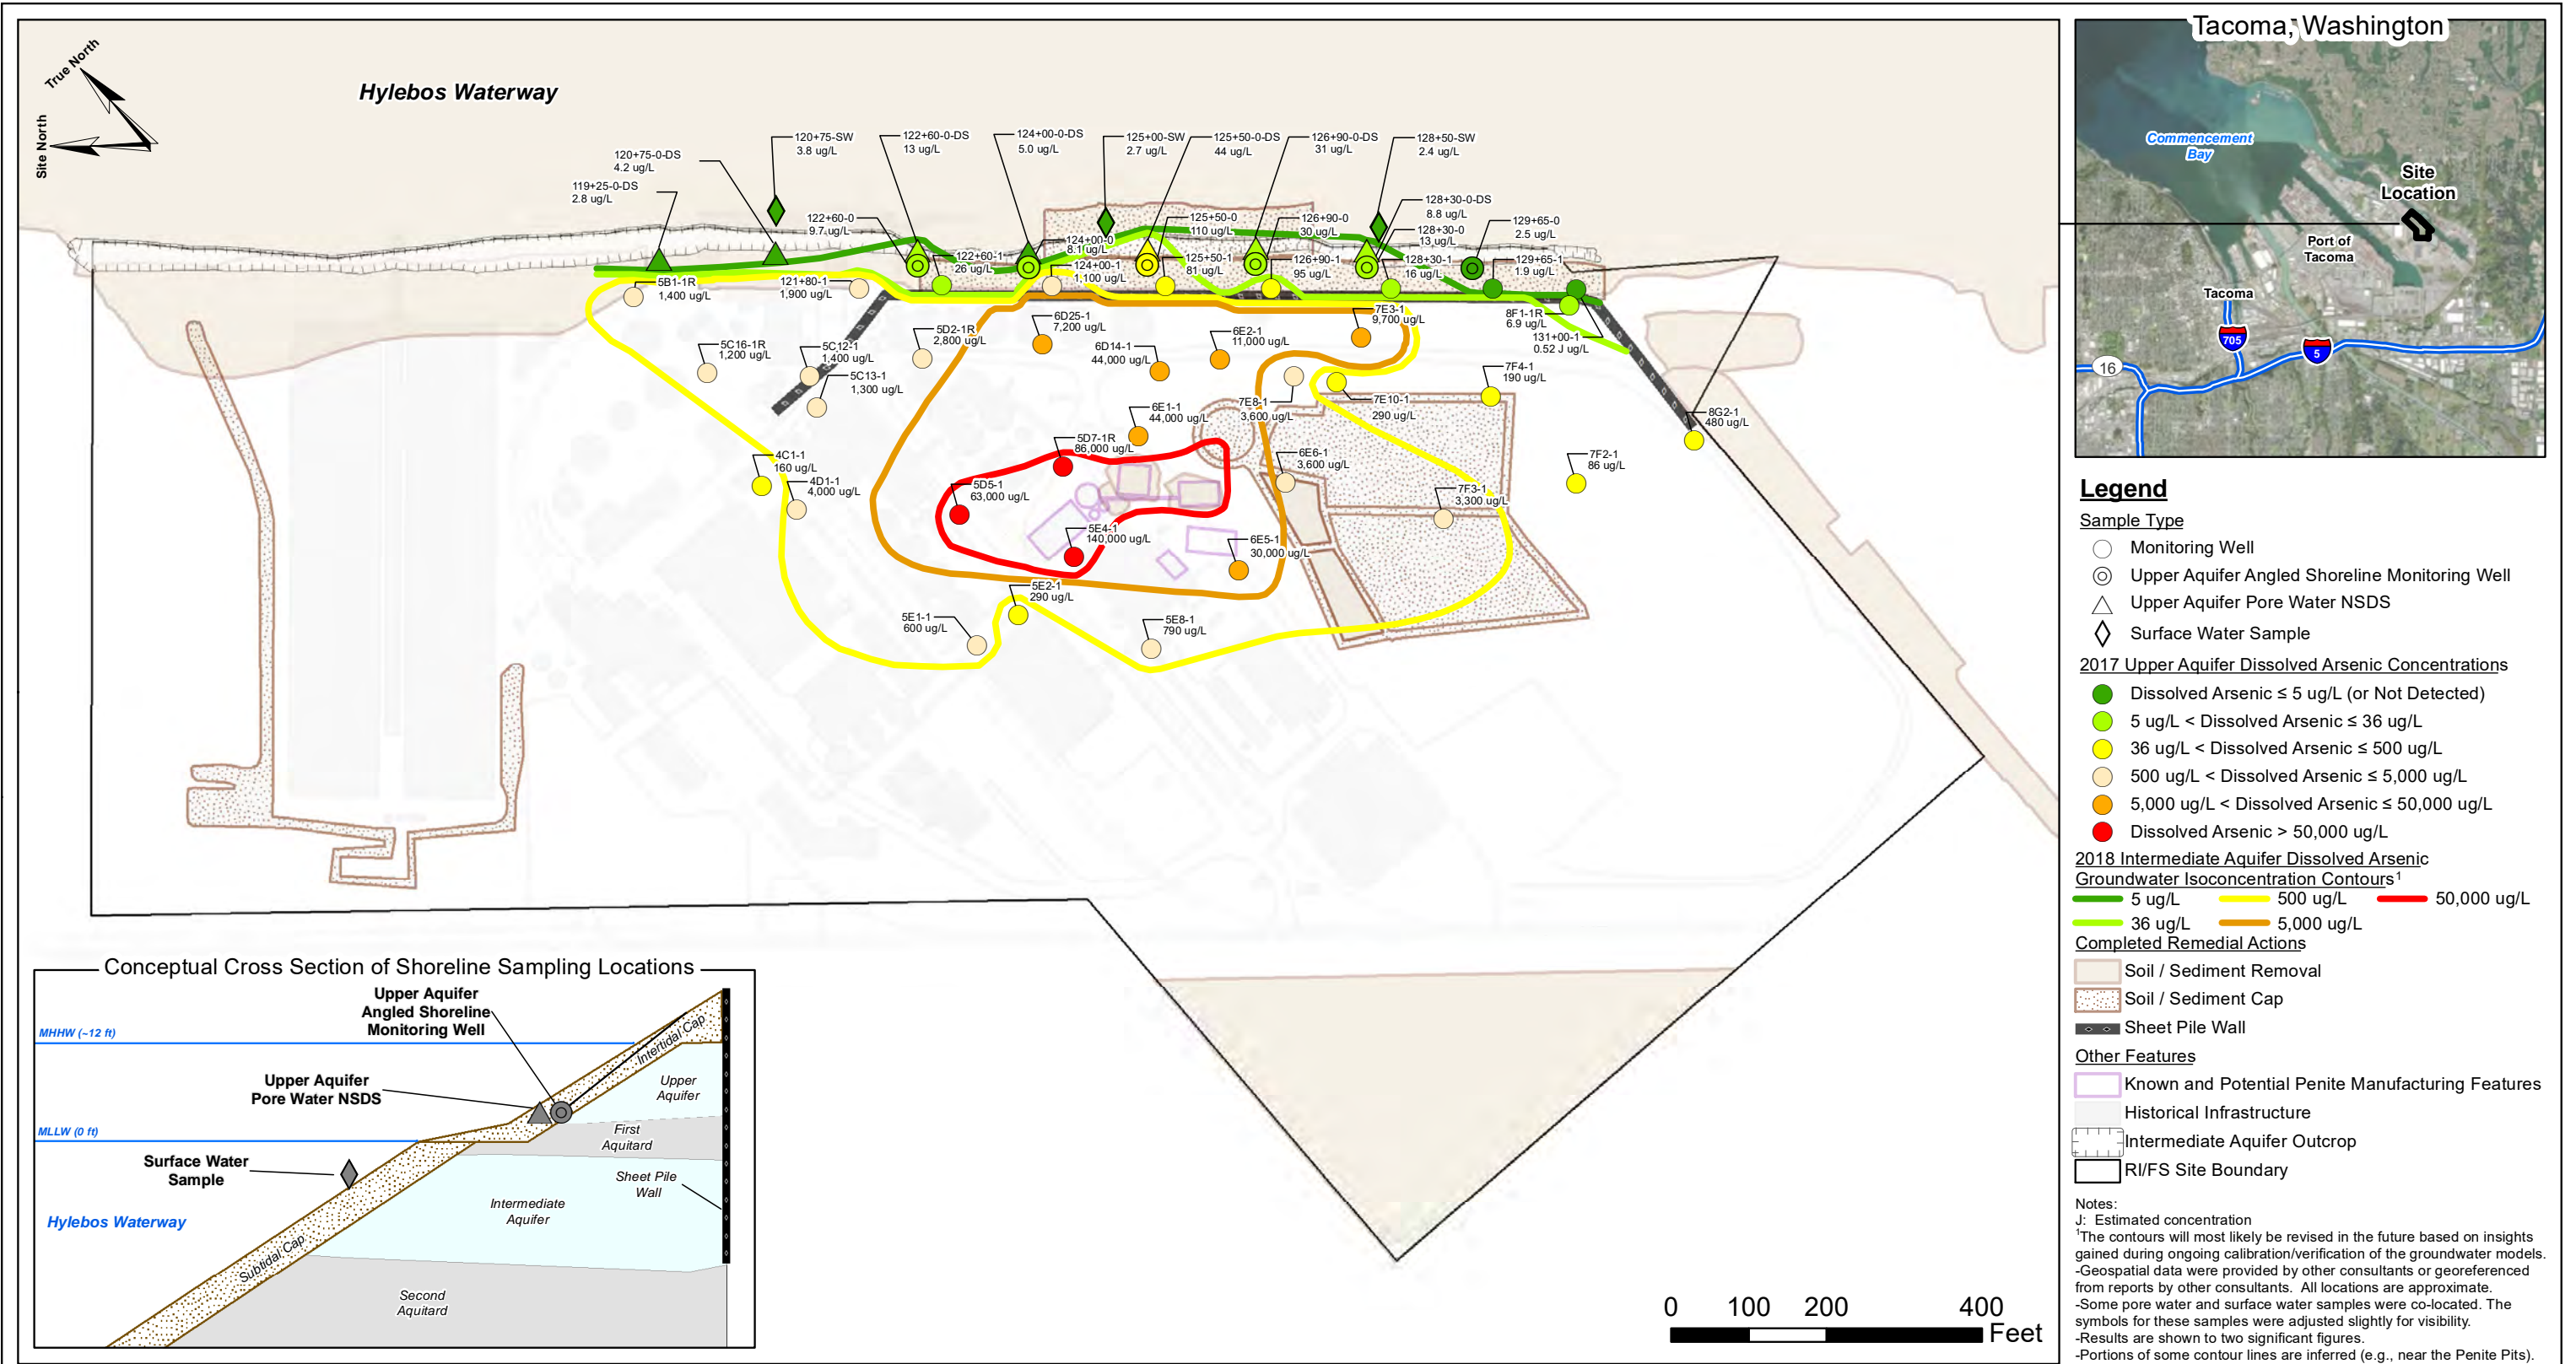 True North
Site North
Hylebos Waterway
120+75-SW
3.8 ug/L
122+60-0-DS
13 ug/L
124+00-0-DS
5.0 ug/L
125+00-SW
2.7 ug/L
125+50-0-DS
44 ug/L
126+90-0-DS
31 ug/L
128+50-SW
2.4 ug/L
120+75-0-DS
4.2 ug/L
119+25-0-DS
2.8 ug/L
122+60-0
9.7 ug/L
124+00-0
8.1 ug/L
125+50-0
110 ug/L
126+90-0
30 ug/L
128+30-0-DS
8.8 ug/L
128+30-0
13 ug/L
129+65-0
2.5 ug/L
122+60-1
26 ug/L
124+00-1
1,100 ug/L
125+50-1
81 ug/L
126+90-1
95 ug/L
128+30-1
16 ug/L
129+65-1
1.9 ug/L
5B1-1R
1,400 ug/L
121+80-1
1,900 ug/L
8F1-1R
6.9 ug/L
131+00-1
0.52 J ug/L
5C16-1R
1,200 ug/L
5C12-1
1,400 ug/L
5C13-1
1,300 ug/L
5D2-1R
2,800 ug/L
6D25-1
7,200 ug/L
6D14-1
44,000 ug/L
6E2-1
11,000 ug/L
7E3-1
9,700 ug/L
7E8-1
3,600 ug/L
7E10-1
290 ug/L
7F4-1
190 ug/L
8G2-1
480 ug/L
7F2-1
86 ug/L
7F3-1
3,300 ug/L
6E1-1
44,000 ug/L
5D7-1R
86,000 ug/L
5D5-1
63,000 ug/L
5E4-1
140,000 ug/L
6E6-1
3,600 ug/L
6E5-1
30,000 ug/L
4C1-1
160 ug/L
4D1-1
4,000 ug/L
5E2-1
290 ug/L
5E1-1
600 ug/L
5E8-1
790 ug/L
Conceptual Cross Section of Shoreline Sampling Locations
Upper Aquifer
Angled Shoreline
Monitoring Well
MHHW (~12 ft)
Upper Aquifer
Pore Water NSDS
MLLW (0 ft)
Surface Water
Sample
Hylebos Waterway
Intertidal Cap
Upper
Aquifer
First
Aquitard
Sheet Pile
Wall
Intermediate
Aquifer
Subtidal Cap
Second
Aquitard
0 100 200 400
Feet
Tacoma, Washington
Commencement
Bay
Site
Location
Port of
Tacoma
Tacoma
705
5
16
Legend
Sample Type
Monitoring Well
Upper Aquifer Angled Shoreline Monitoring Well
Upper Aquifer Pore Water NSDS
Surface Water Sample
2017 Upper Aquifer Dissolved Arsenic Concentrations
Dissolved Arsenic ≤ 5 ug/L (or Not Detected)
5 ug/L < Dissolved Arsenic ≤ 36 ug/L
36 ug/L < Dissolved Arsenic ≤ 500 ug/L
500 ug/L < Dissolved Arsenic ≤ 5,000 ug/L
5,000 ug/L < Dissolved Arsenic ≤ 50,000 ug/L
Dissolved Arsenic > 50,000 ug/L
2018 Intermediate Aquifer Dissolved Arsenic
Groundwater Isoconcentration Contours¹
5 ug/L 500 ug/L 50,000 ug/L
36 ug/L 5,000 ug/L
Completed Remedial Actions
Soil / Sediment Removal
Soil / Sediment Cap
Sheet Pile Wall
Other Features
Known and Potential Penite Manufacturing Features
Historical Infrastructure
Intermediate Aquifer Outcrop
RI/FS Site Boundary
Notes:
J: Estimated concentration
¹The contours will most likely be revised in the future based on insights
gained during ongoing calibration/verification of the groundwater models.
-Geospatial data were provided by other consultants or georeferenced
from reports by other consultants. All locations are approximate.
-Some pore water and surface water samples were co-located. The
symbols for these samples were adjusted slightly for visibility.
-Results are shown to two significant figures.
-Portions of some contour lines are inferred (e.g., near the Penite Pits).